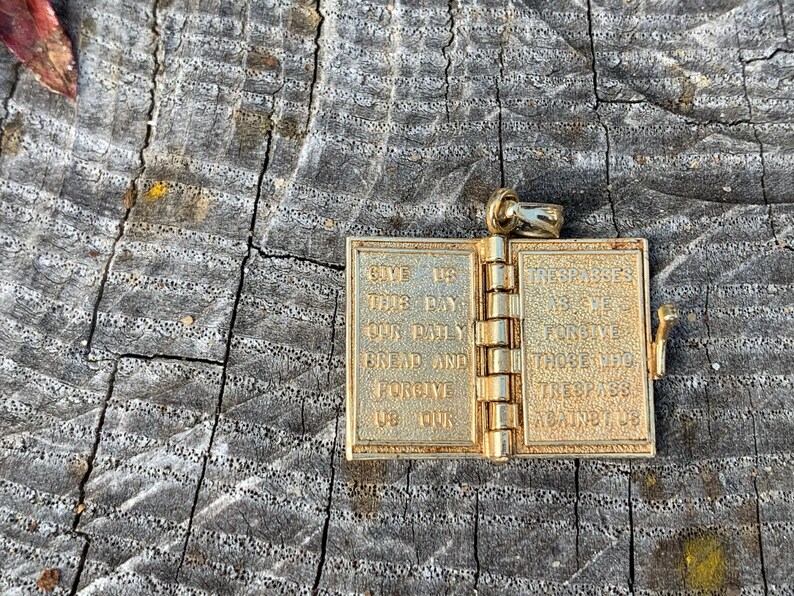 GIVE US
THIS DAY
OUR DAILY
BREAD AND
FORGIVE
US OUR
TRESPASSES
AS WE
FORGIVE
THOSE WHO
TRESPASS
AGAINST US